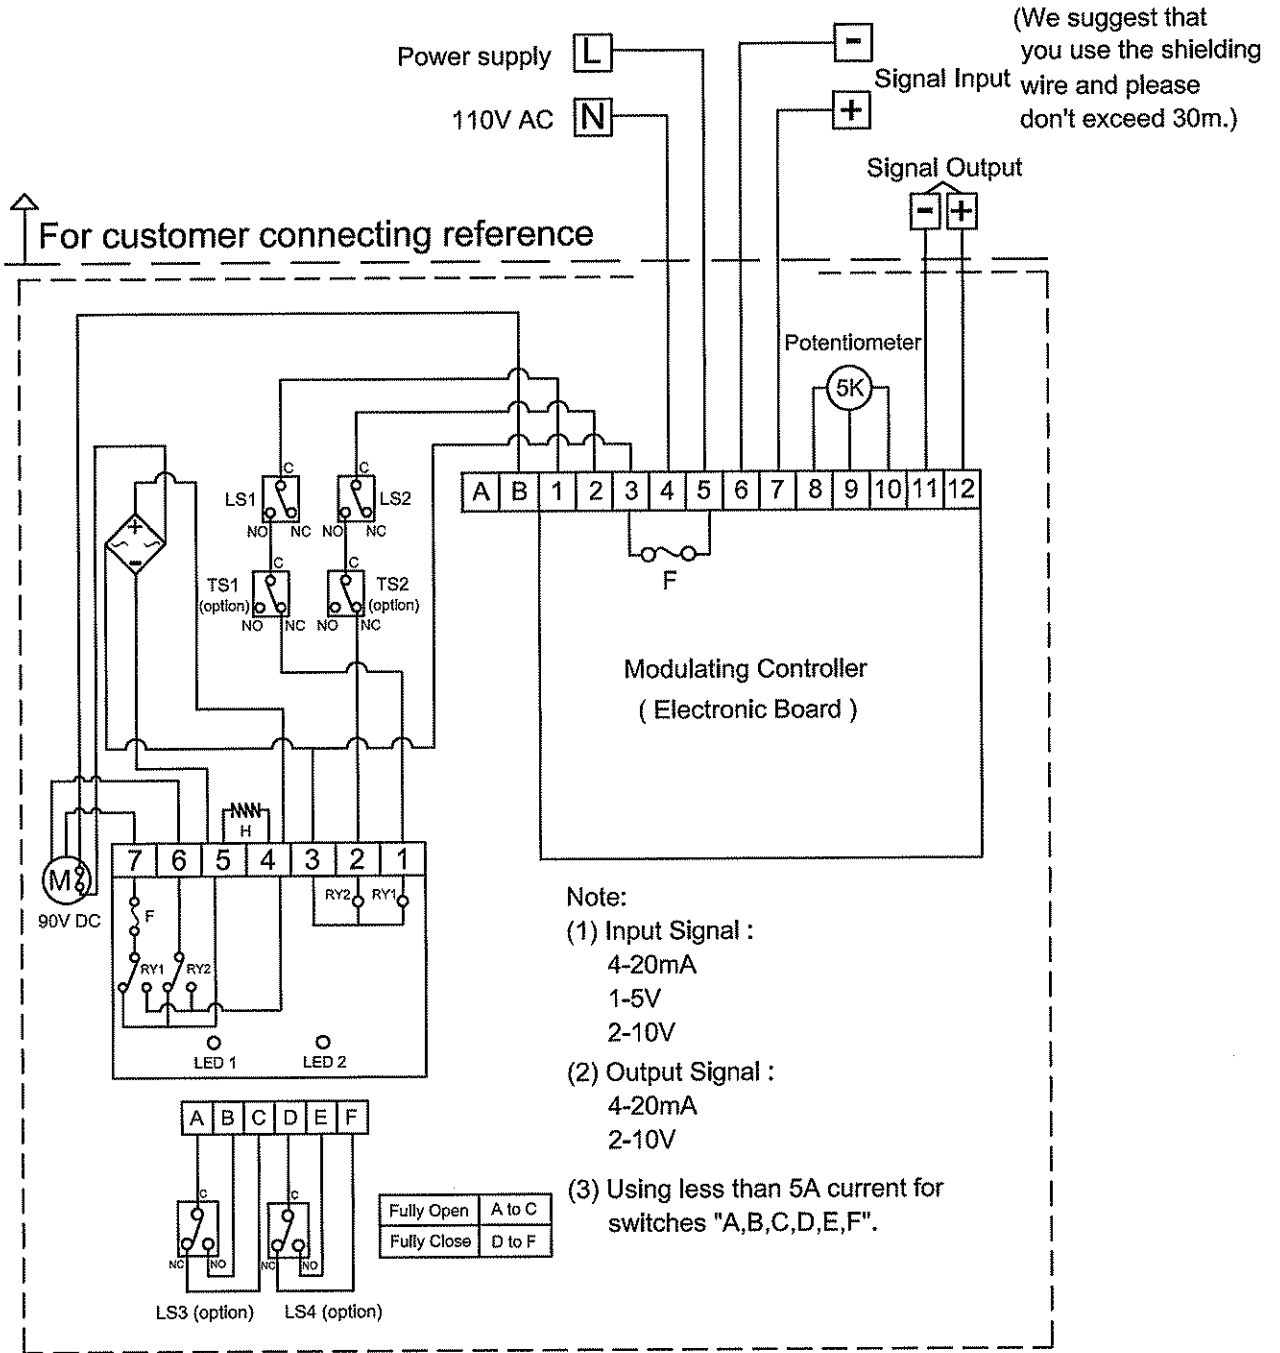 (We suggest that
you use the shielding
wire and please
don't exceed 30m.)
Power supply L
110V AC N
-
Signal Input
+
Signal Output
- +
For customer connecting reference
Potentiometer
5K
A B 1 2 3 4 5 6 7 8 9 10 11 12
C C
LS1 LS2
NO NC NO NC
+
-
C C
TS1 TS2
(option) (option)
NO NC NO NC
F
Modulating Controller
( Electronic Board )
H
7 6 5 4 3 2 1
M
90V DC
F
RY2 RY1
RY1 RY2
LED 1 LED 2
Note:
(1) Input Signal :
4-20mA
1-5V
2-10V
(2) Output Signal :
4-20mA
2-10V
(3) Using less than 5A current for
switches "A,B,C,D,E,F".
A B C D E F
C C
NC NO NC NO
LS3 (option) LS4 (option)
Fully Open A to C
Fully Close D to F